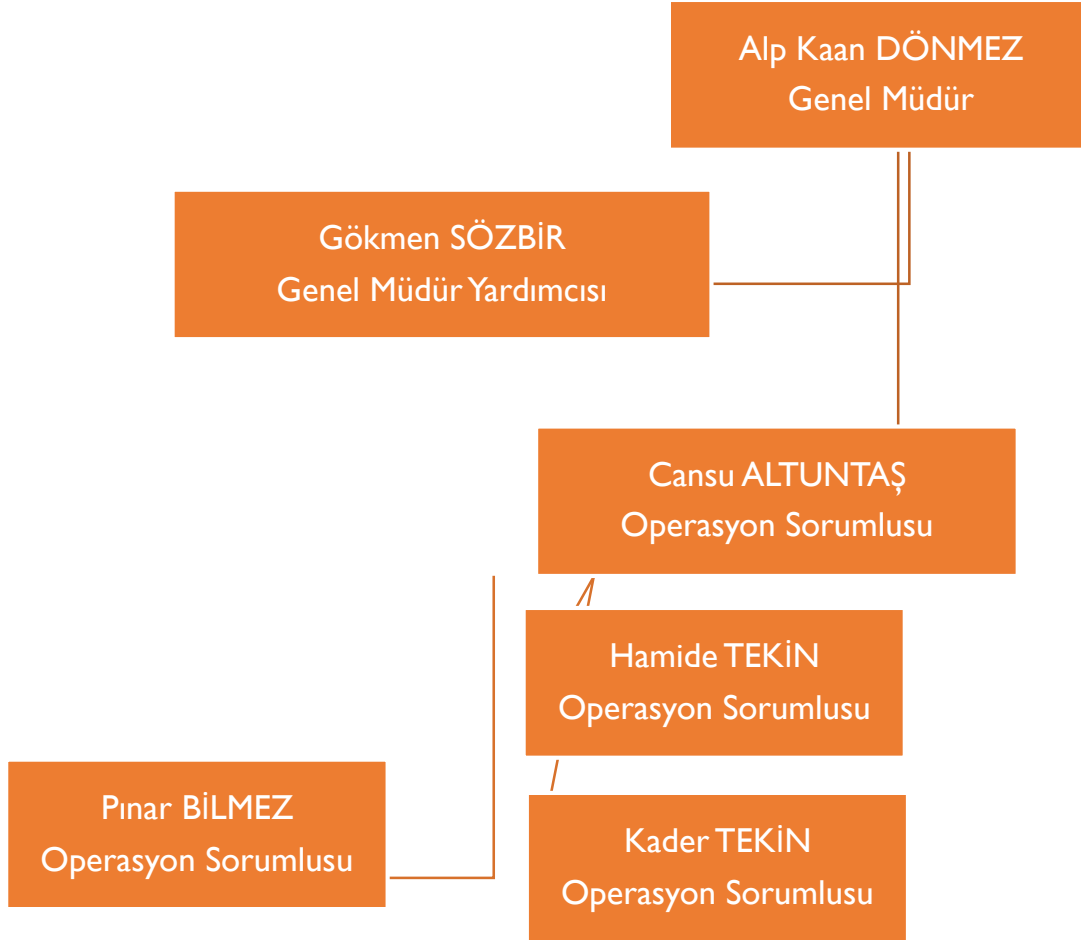 Alp Kaan DÖNMEZ
Genel Müdür
Gökmen SÖZBİR
Genel Müdür Yardımcısı
Cansu ALTUNTAŞ
Operasyon Sorumlusu
Hamide TEKİN
Operasyon Sorumlusu
Pınar BİLMEZ
Operasyon Sorumlusu
Kader TEKİN
Operasyon Sorumlusu